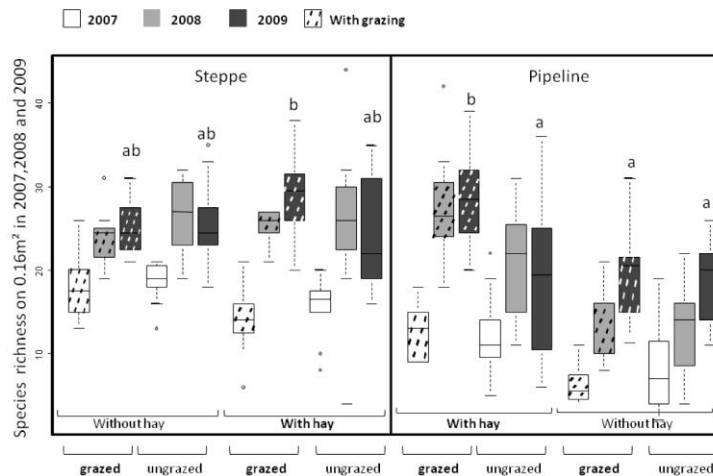 2007 2008 2009 With grazing
Species richness on 0.16m² in 2007,2008 and 2009
Steppe Pipeline
40
30
20
10
ab ab b ab b a a a
Without hay With hay With hay Without hay
grazed ungrazed grazed ungrazed grazed ungrazed grazed ungrazed